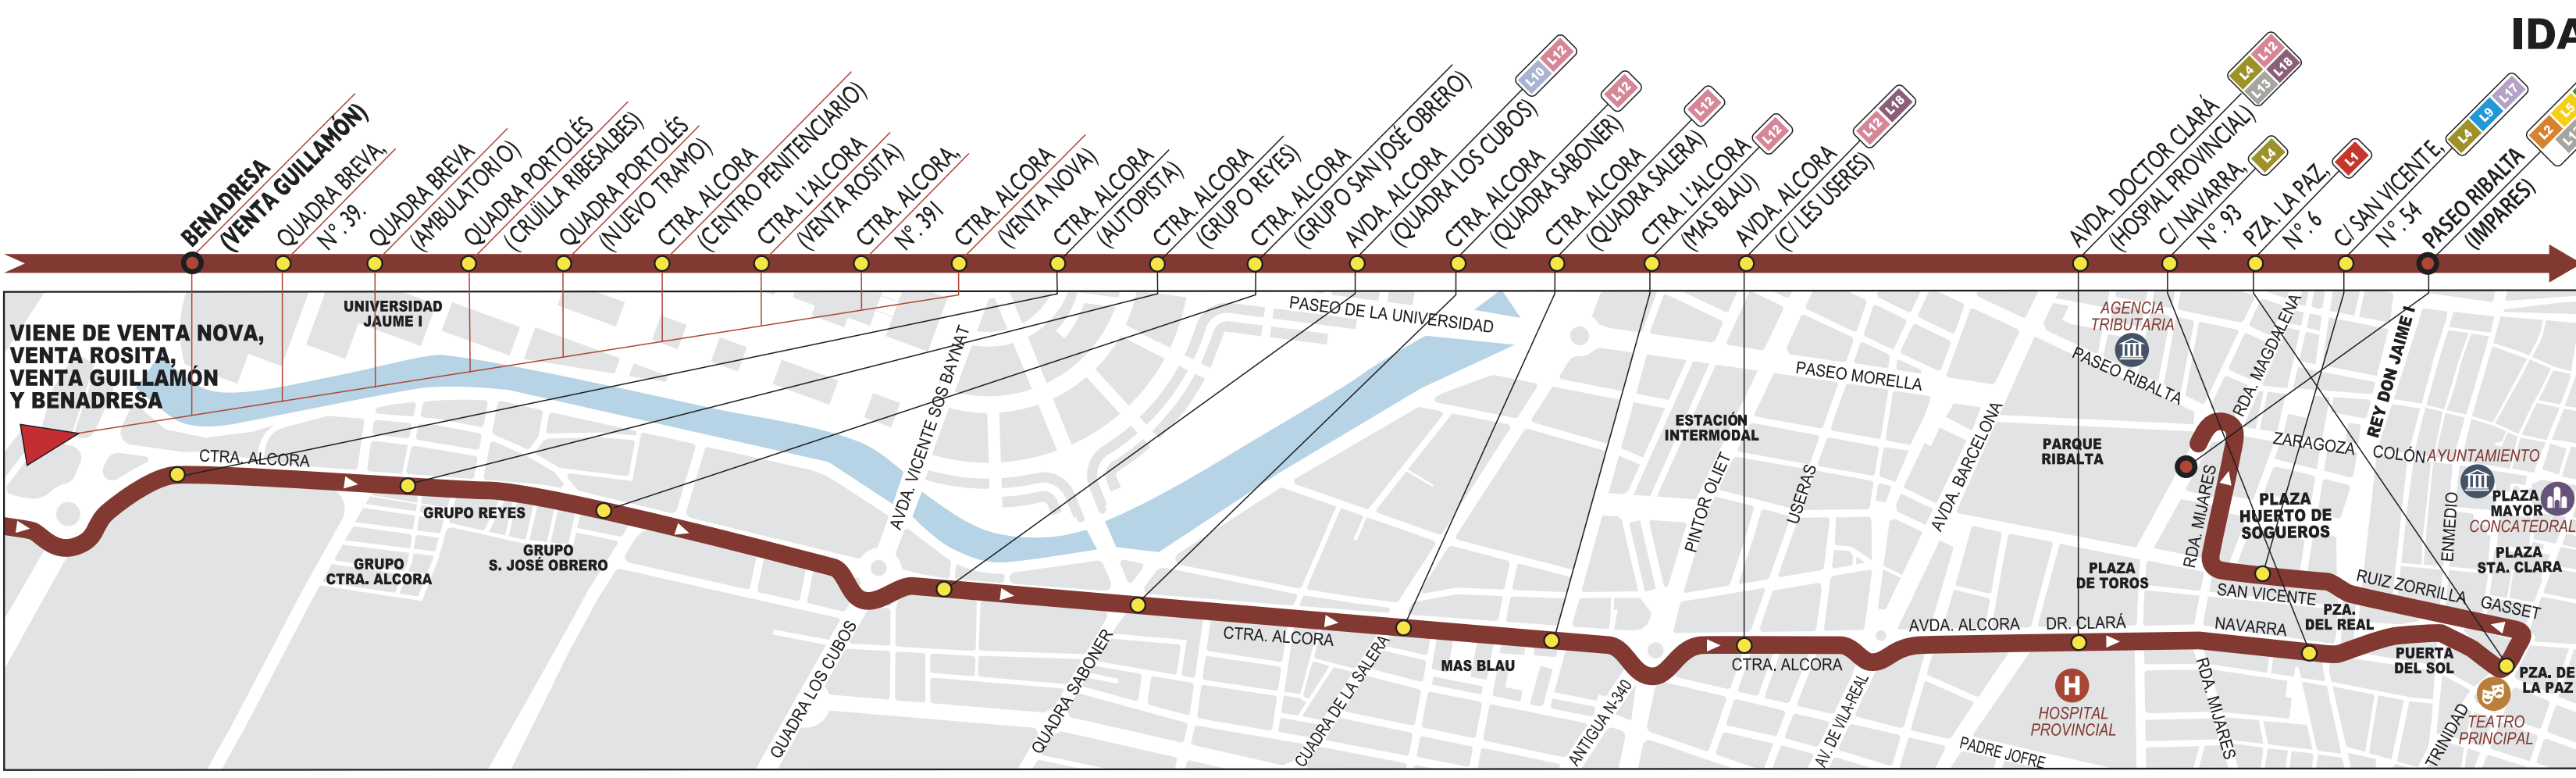 IDA
BENADRESA
(VENTA GUILLAMÓN)
QUADRA BREVA,
Nº. 39.
QUADRA BREVA
(AMBULATORIO)
QUADRA PORTOLÉS
(CRUÏLLA RIBESALBES)
QUADRA PORTOLÉS
(NUEVO TRAMO)
CTRA. ALCORA
(CENTRO PENITENCIARIO)
CTRA. L'ALCORA
(VENTA ROSITA)
CTRA. ALCORA,
Nº. 391
CTRA. ALCORA
(VENTA NOVA)
CTRA. ALCORA
(AUTOPISTA)
CTRA. ALCORA
(GRUPO REYES)
CTRA. ALCORA
(GRUPO SAN JOSÉ OBRERO)
AVDA. ALCORA
(QUADRA LOS CUBOS)
L10 L12
CTRA. ALCORA
(QUADRA SABONER)
L12
CTRA. ALCORA
(QUADRA SALERA)
L12
CTRA. L'ALCORA
(MAS BLAU)
L12
AVDA. ALCORA
(C/ LES USERES)
L12 L18
AVDA. DOCTOR CLARÁ
(HOSPIAL PROVINCIAL)
L4 L12
L13 L18
C/ NAVARRA,
Nº. 93
L4
PZA. LA PAZ,
Nº. 6
L1
C/ SAN VICENTE,
Nº. 54
L4 L9 L17
PASEO RIBALTA
(IMPARES)
L2 L5
VIENE DE VENTA NOVA,
VENTA ROSITA,
VENTA GUILLAMÓN
Y BENADRESA
UNIVERSIDAD
JAUME I
CTRA. ALCORA
GRUPO REYES
GRUPO
CTRA. ALCORA
GRUPO
S. JOSÉ OBRERO
AVDA. VICENTE SOS BAYNAT
PASEO DE LA UNIVERSIDAD
QUADRA LOS CUBOS
QUADRA SABONER
CTRA. ALCORA
CUADRA DE LA SALERA
MAS BLAU
ANTIGUA N-340
PASEO MORELLA
ESTACIÓN
INTERMODAL
PINTOR OLIET
USERAS
AVDA. BARCELONA
CTRA. ALCORA
AV. DE VILA-REAL
AVDA. ALCORA
DR. CLARÁ
PADRE JOFRE
H
HOSPITAL
PROVINCIAL
AGENCIA
TRIBUTARIA
PASEO RIBALTA
PARQUE
RIBALTA
PLAZA
DE TOROS
RDA. MAGDALENA
RDA. MIJARES
REY DON JAIME I
ZARAGOZA
COLÓN
PLAZA
HUERTO DE
SOGUEROS
AYUNTAMIENTO
PLAZA
MAYOR
CONCATEDRAL
ENMEDIO
PLAZA
STA. CLARA
SAN VICENTE
RUIZ ZORRILLA
GASSET
PZA.
DEL REAL
NAVARRA
RDA. MIJARES
PUERTA
DEL SOL
PZA. DE
LA PAZ
TRINIDAD
TEATRO
PRINCIPAL